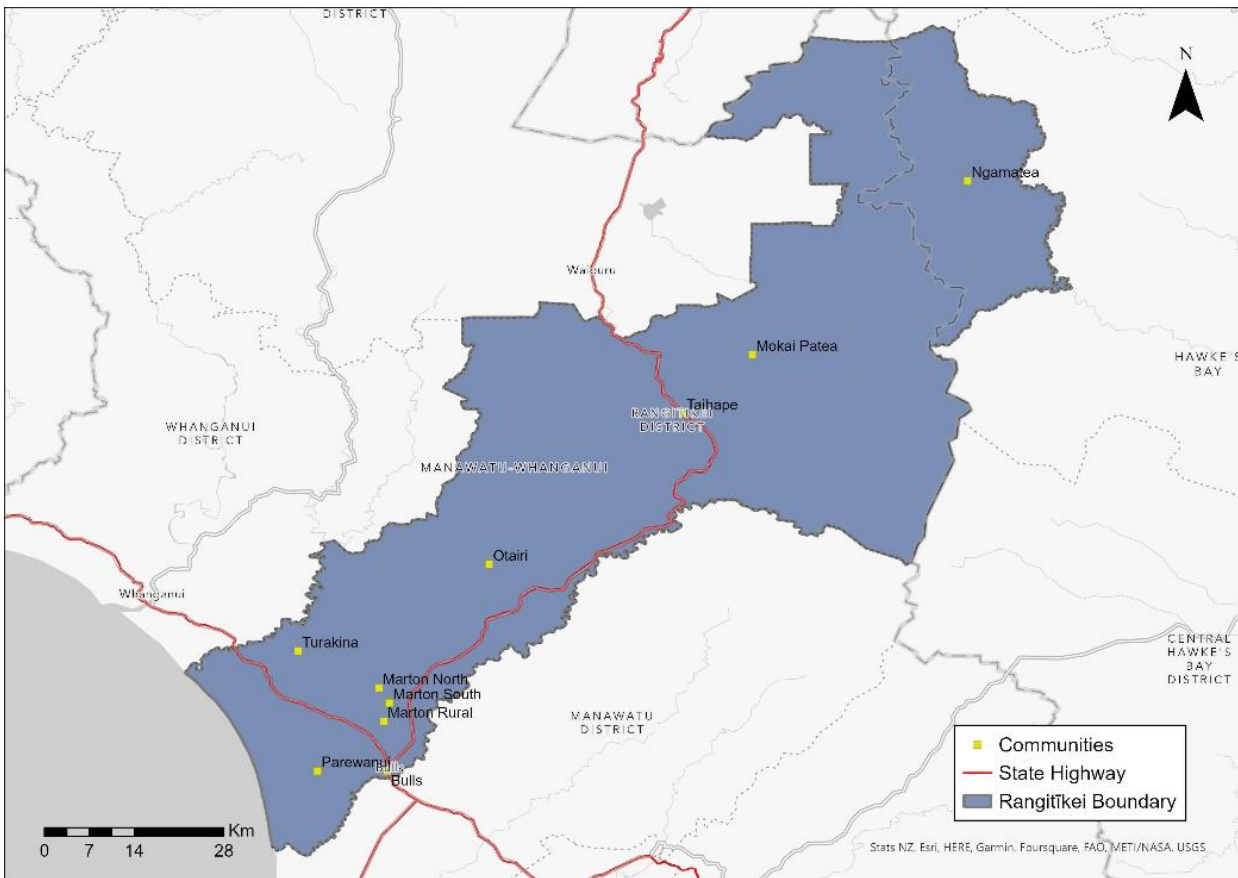 DISTRICT
N
Ngamatea
Waiouru
Mokai Patea
HAWKE'S
BAY
Taihape
RANGITIKEI
DISTRICT
WHANGANUI
DISTRICT
MANAWATU-WHANGANUI
Otairi
Whanganui
Turakina
CENTRAL
HAWKE'S
BAY
DISTRICT
Marton North
Marton South
Marton Rural
MANAWATU
DISTRICT
Parewanui
Bulls
Bulls
Communities
State Highway
Rangitīkei Boundary
Km
0 7 14 28
Stats NZ, Esri, HERE, Garmin, Foursquare, FAO, METI/NASA, USGS